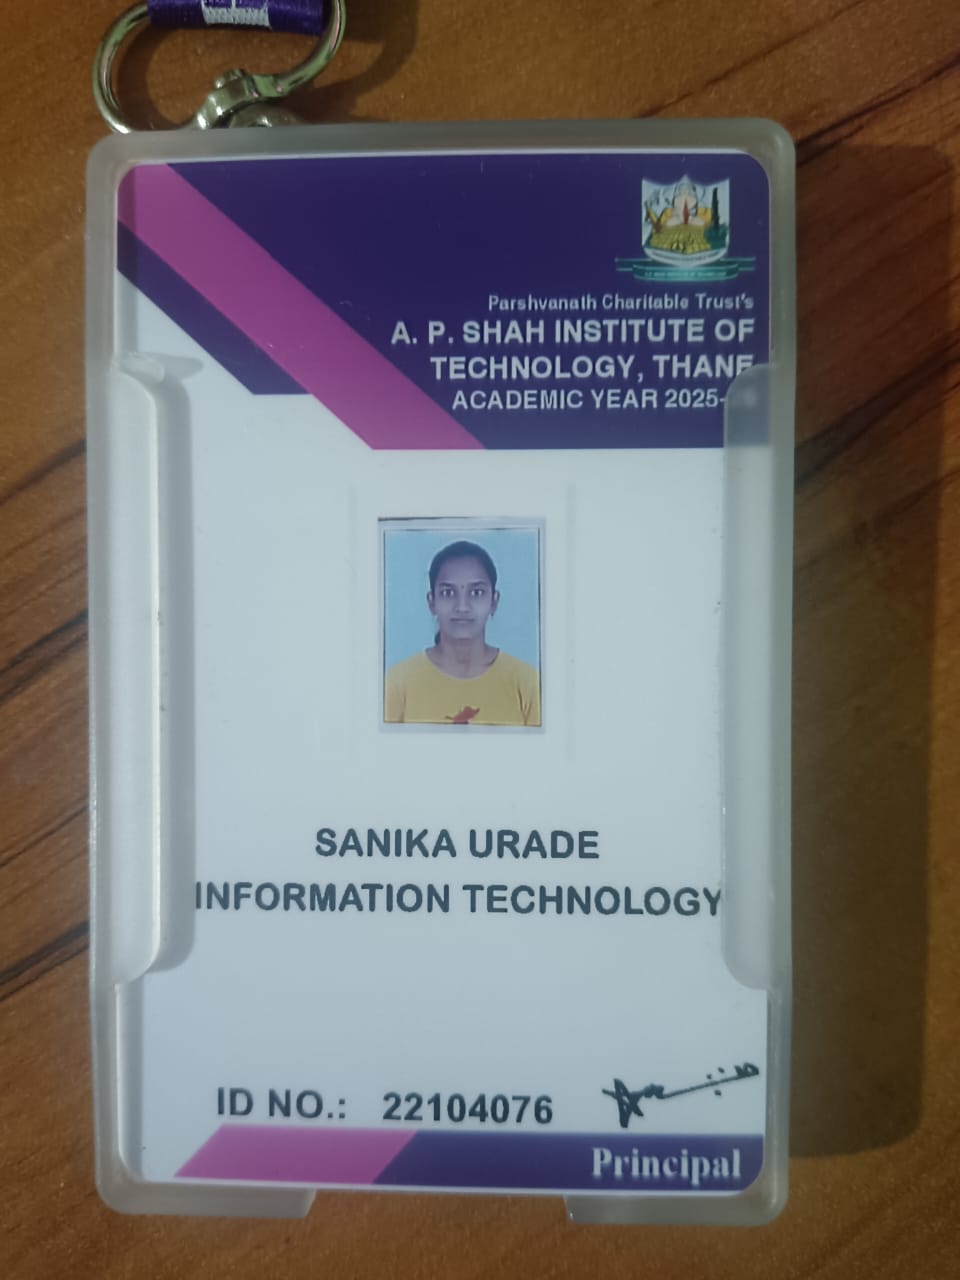 Parshvanath Charitable Trust's
A. P. SHAH INSTITUTE OF
TECHNOLOGY, THANE
ACADEMIC YEAR 2025-
SANIKA URADE
INFORMATION TECHNOLOGY
ID NO.: 22104076
Principal